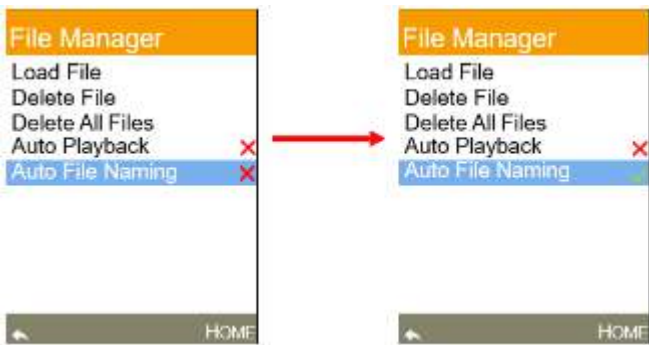 File Manager
Load File
Delete File
Delete All Files
Auto Playback
Auto File Naming
HOME
File Manager
Load File
Delete File
Delete All Files
Auto Playback
Auto File Naming
HOME